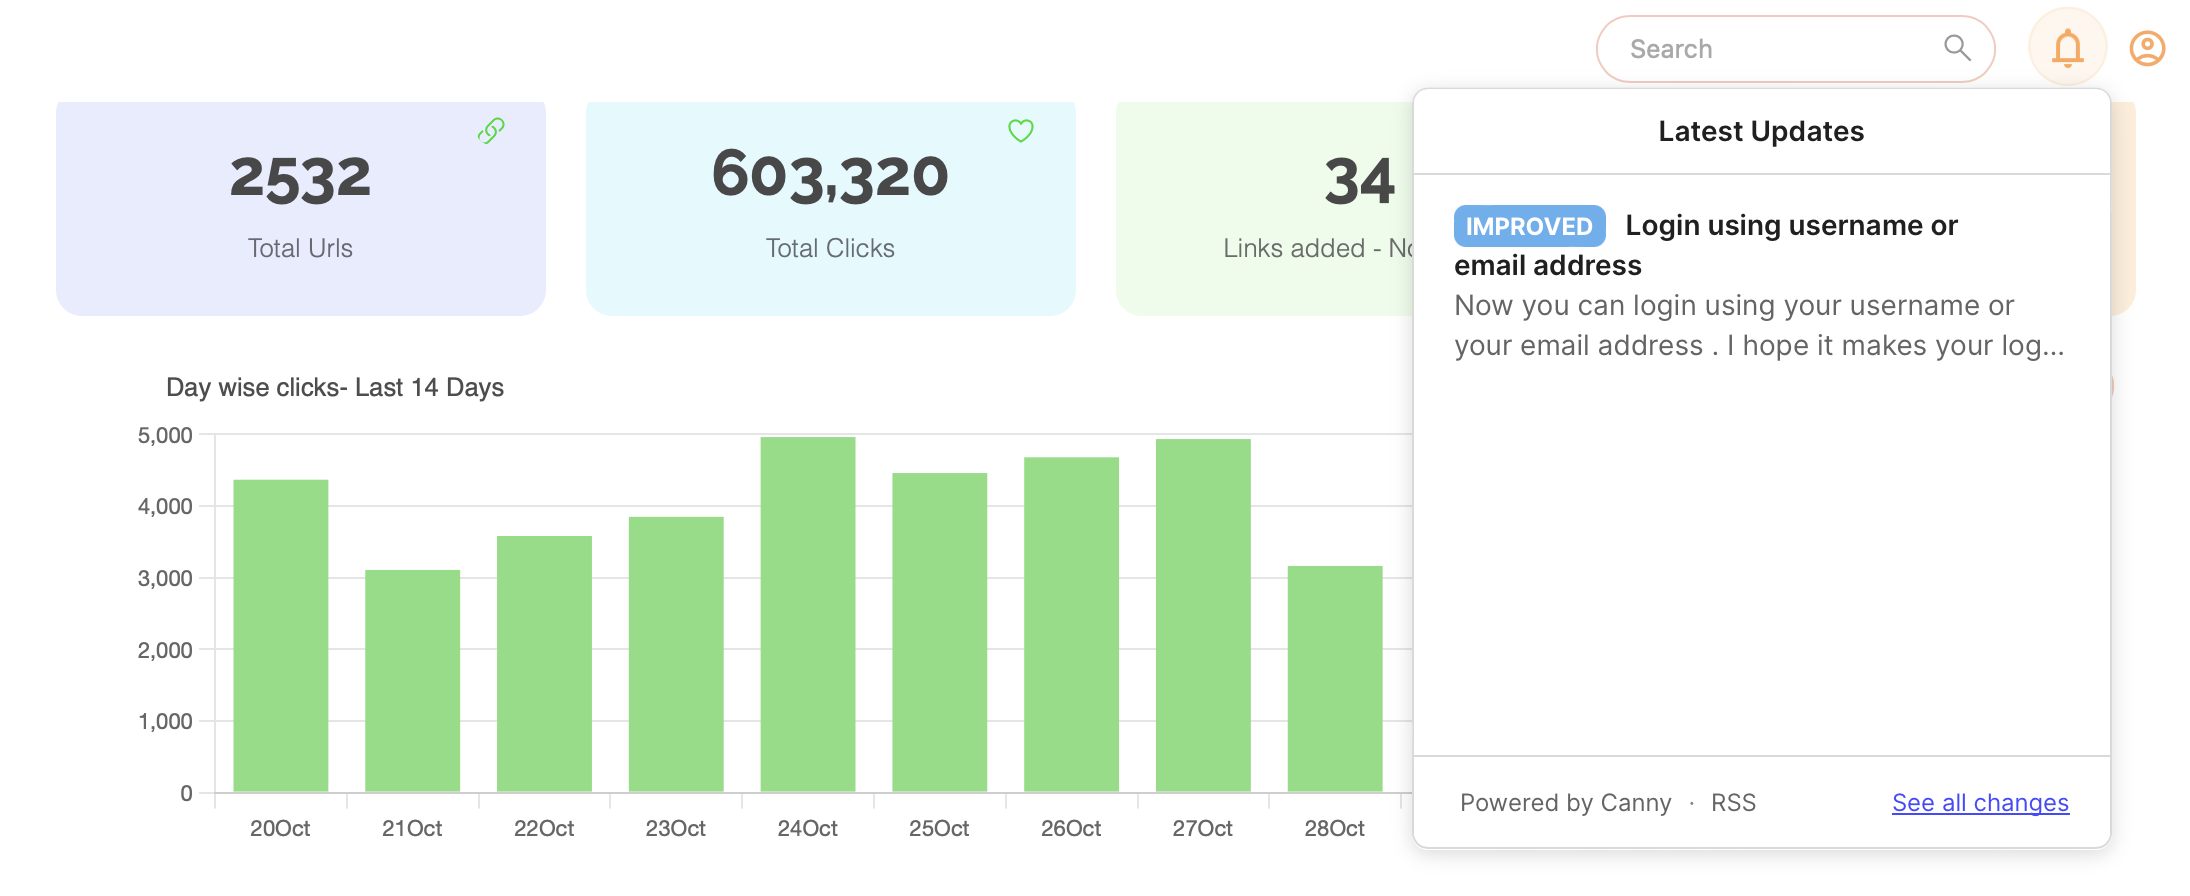 Search
2532
Total Urls
603,320
Total Clicks
34
Links added -
Latest Updates
IMPROVED Login using username or
email address
Now you can login using your username or
your email address . I hope it makes your log...
Day wise clicks- Last 14 Days
5,000
4,000
3,000
2,000
1,000
0
20Oct 21Oct 22Oct 23Oct 24Oct 25Oct 26Oct 27Oct 28Oct
Powered by Canny · RSS
See all changes